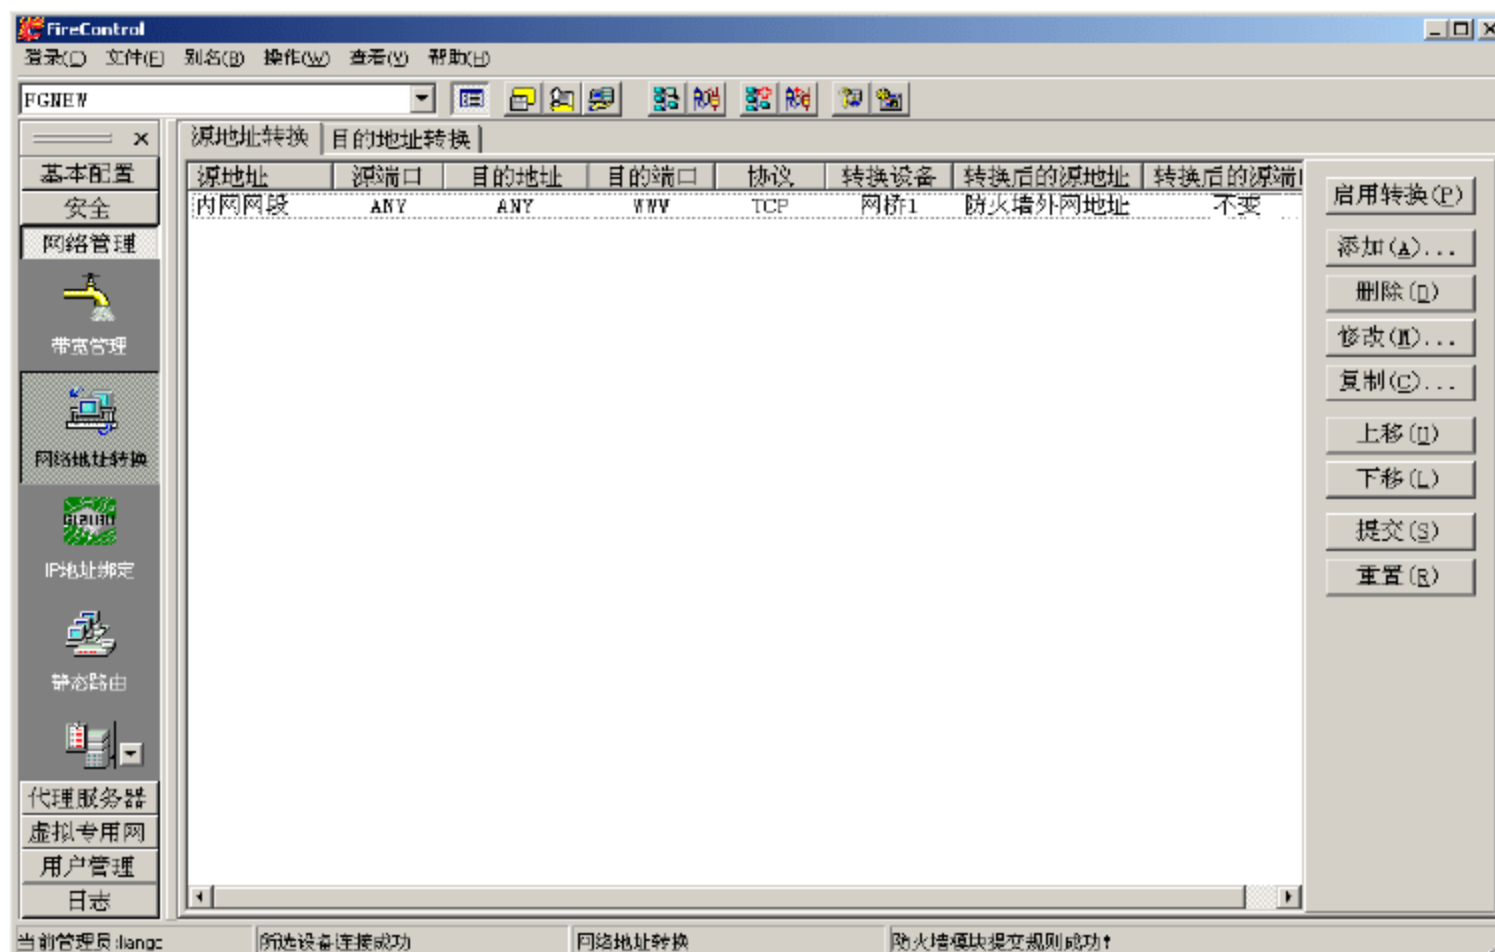 FireControl
登录(C) 文件(F) 别名(B) 操作(W) 查看(V) 帮助(H)
FGNEW
源地址转换 目的地址转换
基本配置
安全
网络管理
带宽管理
网络地址转换
IP地址绑定
静态路由
代理服务器
虚拟专用网
用户管理
日志
源地址 源端口 目的地址 目的端口 协议 转换设备 转换后的源地址 转换后的源端
内网网段 ANY ANY WWW TCP 网桥1 防火墙外网地址 不变
启用转换(P)
添加(A)...
删除(D)
修改(M)...
复制(C)...
上移(U)
下移(L)
提交(S)
重置(R)
当前管理员:liangc 所选设备连接成功 网络地址转换 防火墙模块提交规则成功!